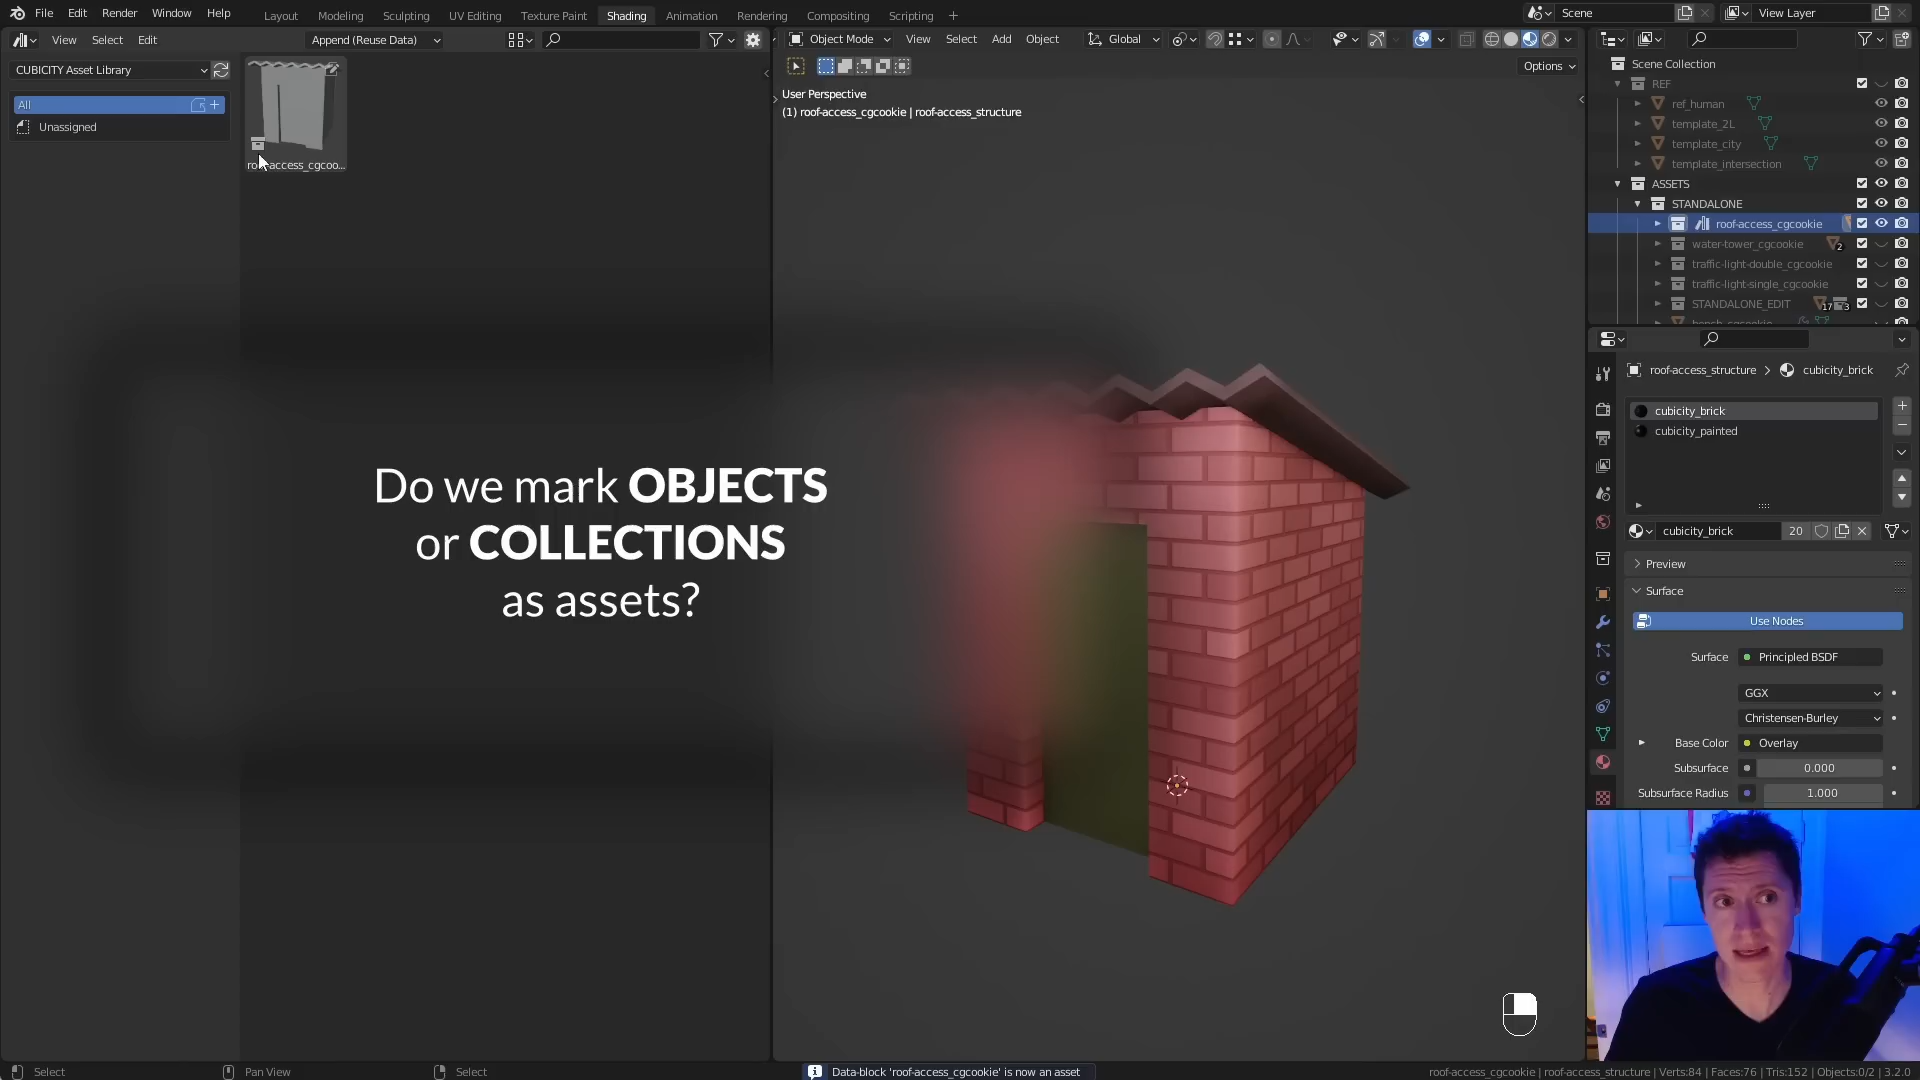 File Edit Render Window Help
Layout Modeling Sculpting UV Editing Texture Paint Shading Animation Rendering Compositing Scripting +
Scene
View Layer
View Select Edit
Append (Reuse Data)
Object Mode View Select Add Object
Global
CUBICITY Asset Library
Options
All
Unassigned
User Perspective
(1) roof-access_cgcookie | roof-access_structure
Scene Collection
REF
ref_human
template_2L
template_city
template_intersection
ASSETS
STANDALONE
roof-access_cgcookie
water-tower_cgcookie 2
traffic-light-double_cgcookie
traffic-light-single_cgcookie
STANDALONE_EDIT 17 3
roof-access_structure > cubicity_brick
cubicity_brick
cubicity_painted
cubicity_brick 20
Preview
Surface
Use Nodes
Surface Principled BSDF
GGX
Christensen-Burley
Base Color Overlay
Subsurface 0.000
Subsurface Radius 1.000
Do we mark OBJECTS
or COLLECTIONS
as assets?
Select Pan View Select
Data-block 'roof-access_cgcookie' is now an asset
roof-access_cgcookie | roof-access_structure | Verts:84 | Faces:76 | Tris:152 | Objects:0/2 | 3.2.0